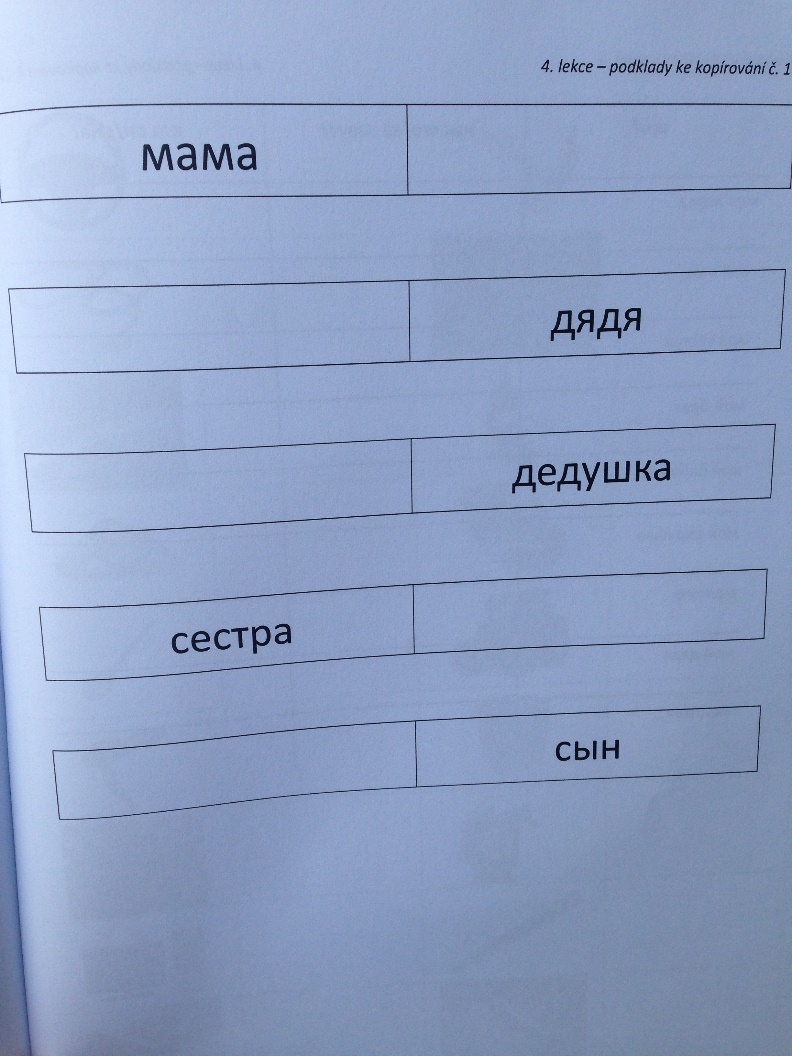 4. lekce – podklady ke kopírování č. 1
мама
дядя
дедушка
сестра
сын